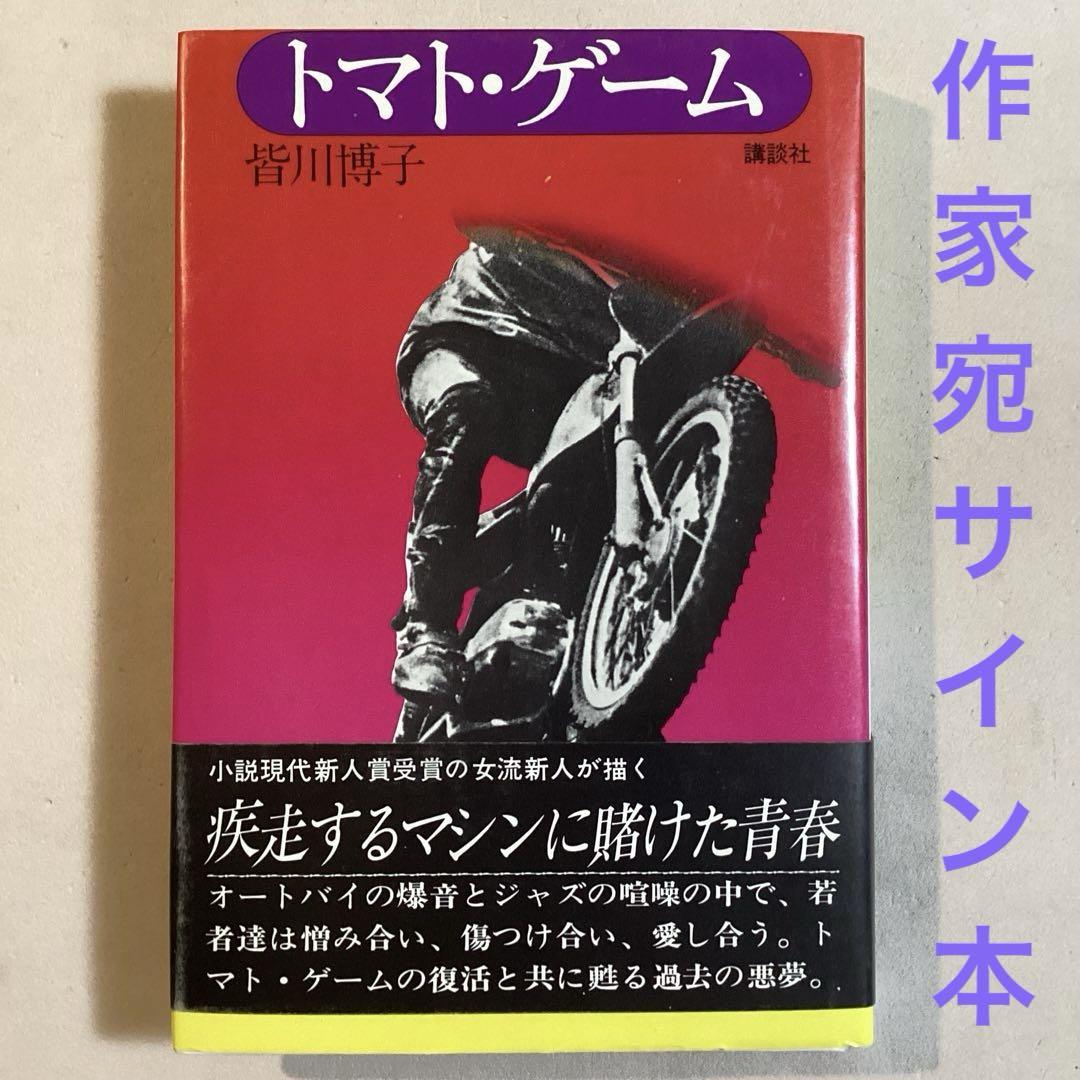 トマト・ゲーム
皆川博子
講談社
小説現代新人賞受賞の女流新人が描く
疾走するマシンに賭けた青春
オートバイの爆音とジャズの喧噪の中で、若
者達は憎み合い、傷つけ合い、愛し合う。ト
マト・ゲームの復活と共に甦る過去の悪夢。
作家宛サイン本